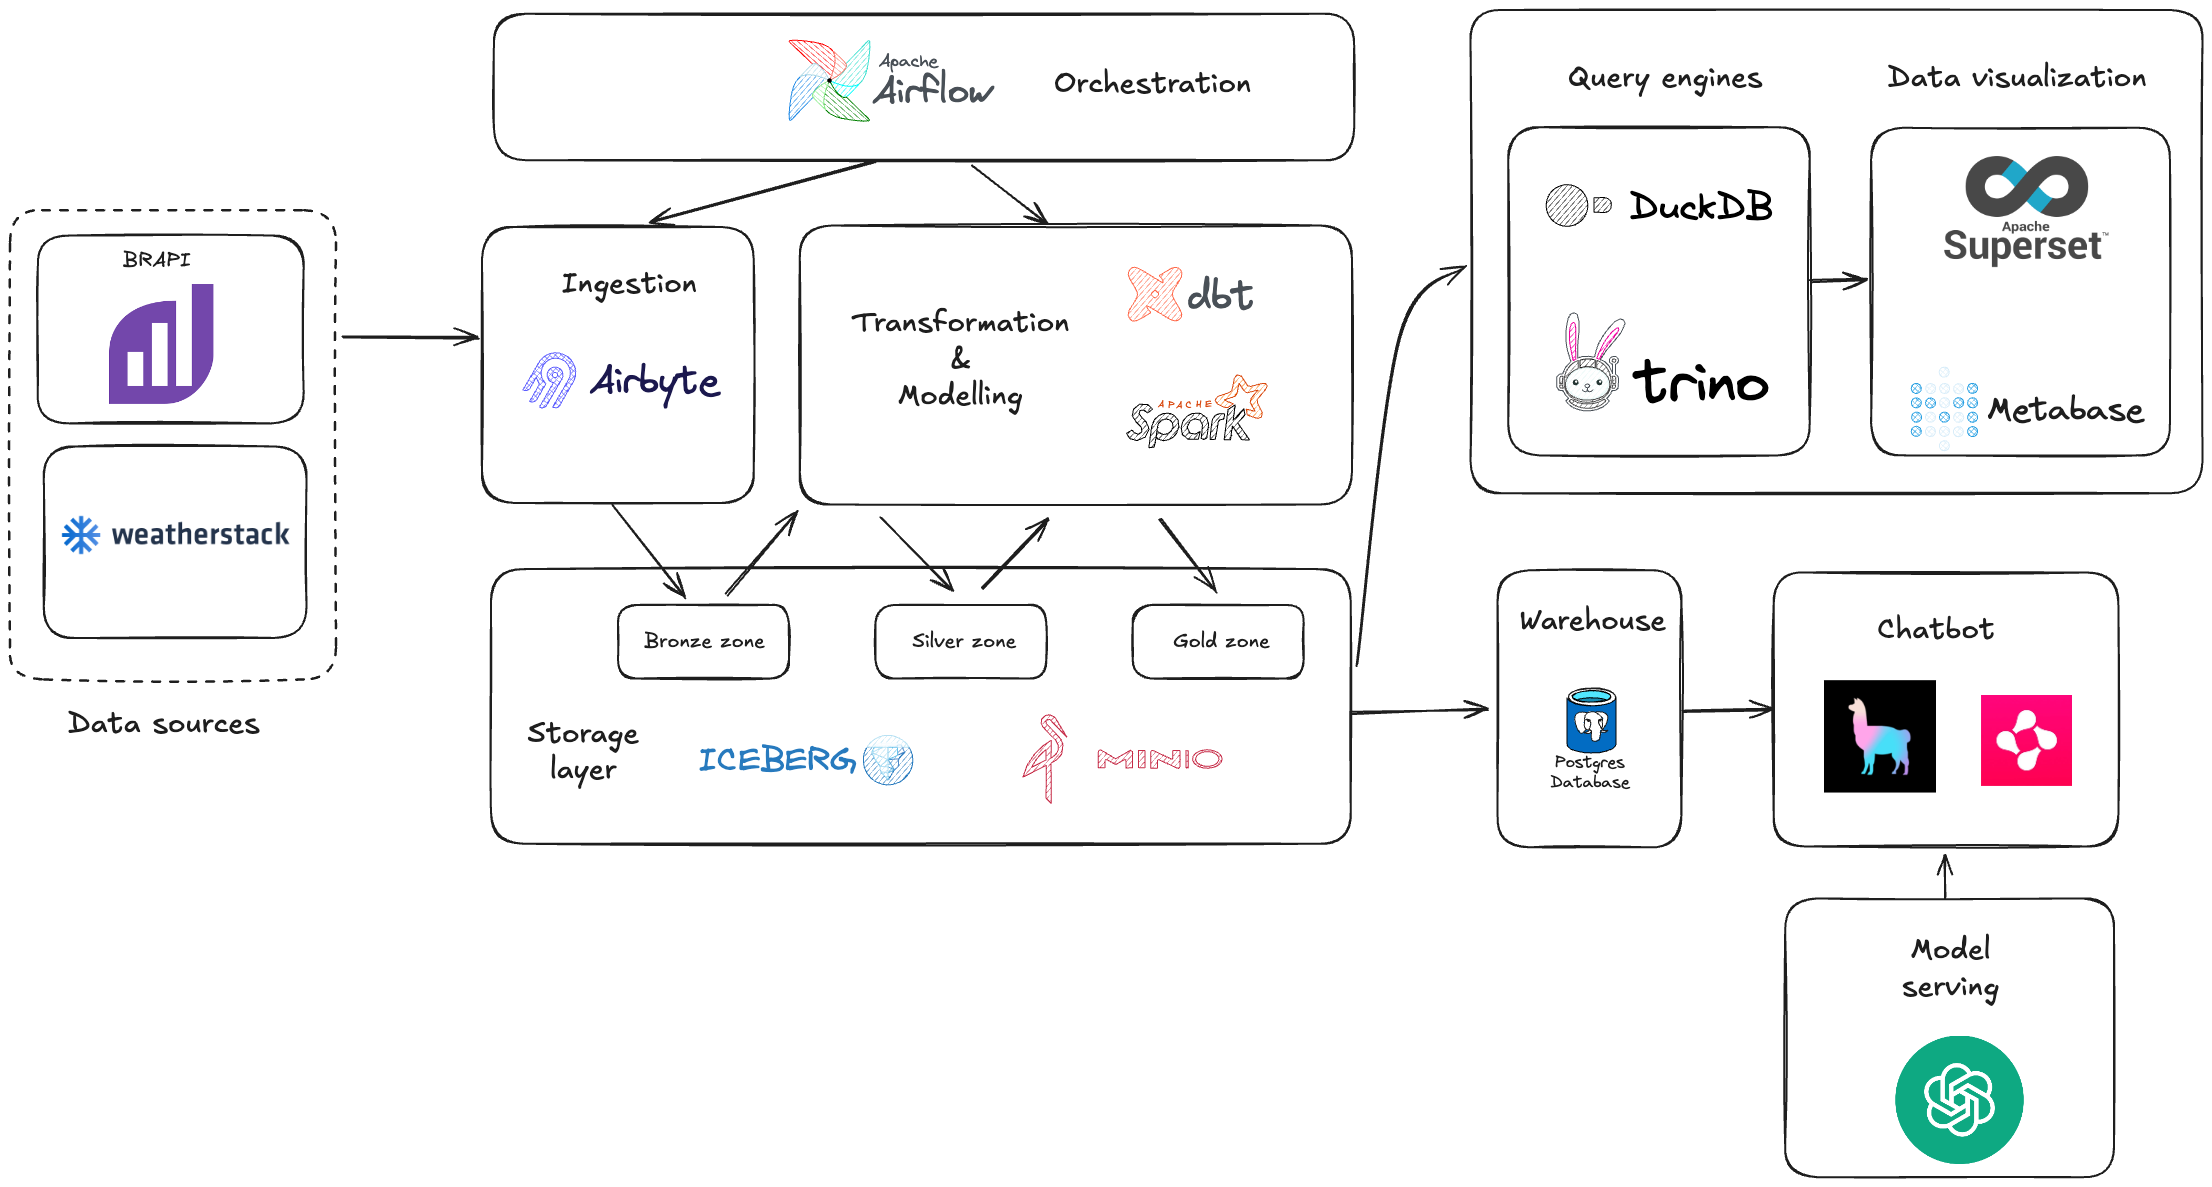 Apache
Airflow
Orchestration
Query engines
Data visualization
DuckDB
trino
Apache
Superset™
Metabase
BRAPI
weatherstack
Data sources
Ingestion
Airbyte
Transformation
&
Modelling
dbt
APACHE
Spark
Bronze zone
Silver zone
Gold zone
Storage
layer
ICEBERG
MINIO
Warehouse
Postgres
Database
Chatbot
Model
serving